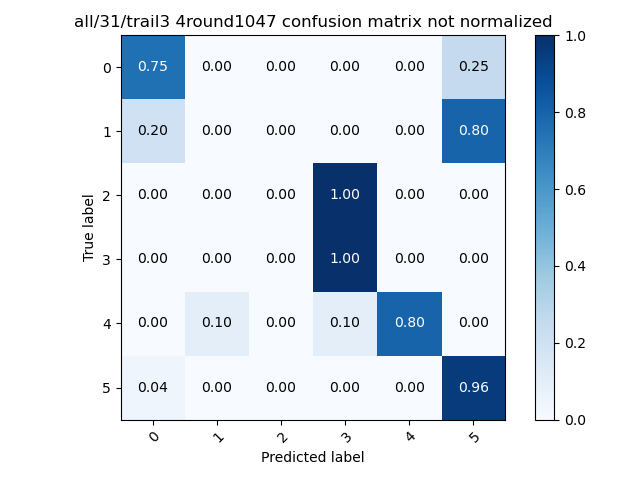 all/31/trail3 4round1047 confusion matrix not normalized
0 0.75 0.00 0.00 0.00 0.00 0.25
1 0.20 0.00 0.00 0.00 0.00 0.80
2 0.00 0.00 0.00 1.00 0.00 0.00
3 0.00 0.00 0.00 1.00 0.00 0.00
4 0.00 0.10 0.00 0.10 0.80 0.00
5 0.04 0.00 0.00 0.00 0.00 0.96
0 1 2 3 4 5
True label
Predicted label
1.0
0.8
0.6
0.4
0.2
0.0